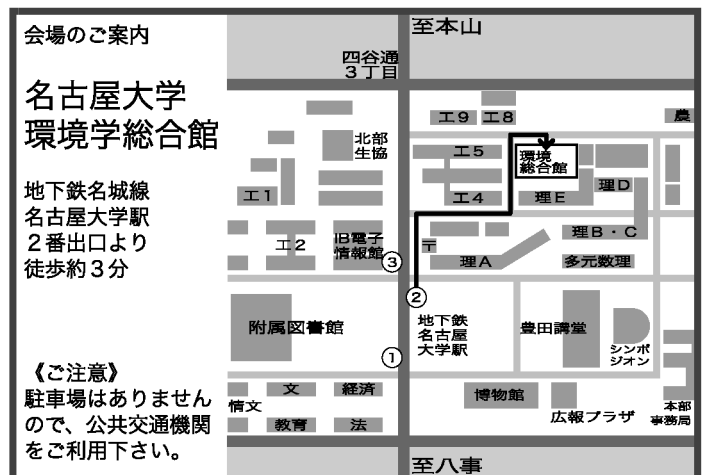 会場のご案内
名古屋大学
環境学総合館
地下鉄名城線
名古屋大学駅
２番出口より
徒歩約３分
《ご注意》
駐車場はありません
ので、公共交通機関
をご利用下さい。
至本山
四谷通
３丁目
工９
工８
農
北部
生協
工５
環境
総合館
工１
工４
理Ｅ
理Ｄ
工２
IB電子
情報館
③
〒
理Ａ
理Ｂ・Ｃ
多元数理
②
附属図書館
地下鉄
名古屋
大学駅
豊田講堂
シンポ
ジオン
①
文
経済
情文
教育
法
博物館
広報プラザ
本部
事務局
至八事